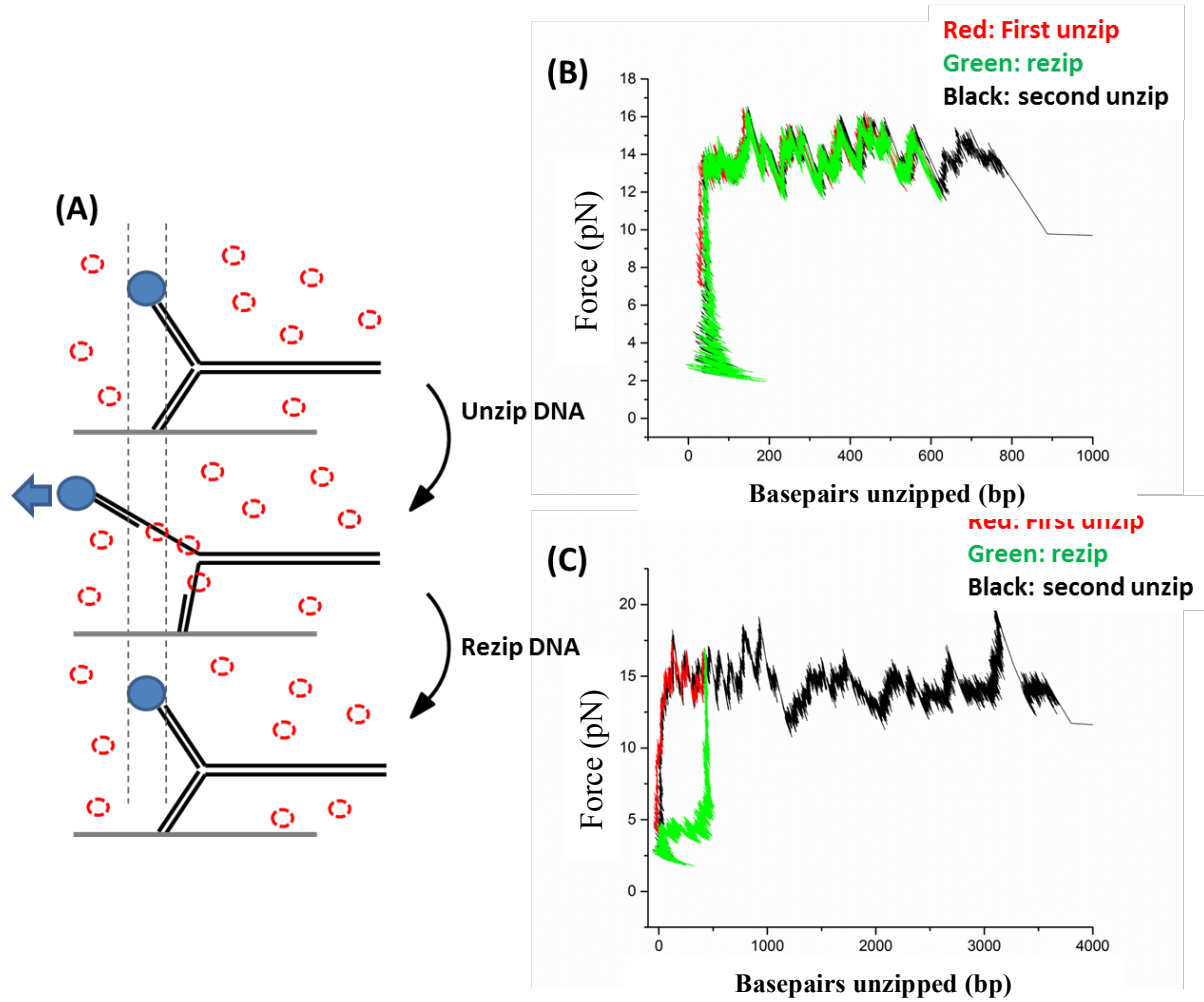 (A)
Unzip DNA
Rezip DNA
(B)
Red: First unzip
Green: rezip
Black: second unzip
18
16
14
12
10
8
6
4
2
0
Force (pN)
0 200 400 600 800 1000
Basepairs unzipped (bp)
(C)
Red: First unzip
Green: rezip
Black: second unzip
20
15
10
5
0
Force (pN)
0 1000 2000 3000 4000
Basepairs unzipped (bp)